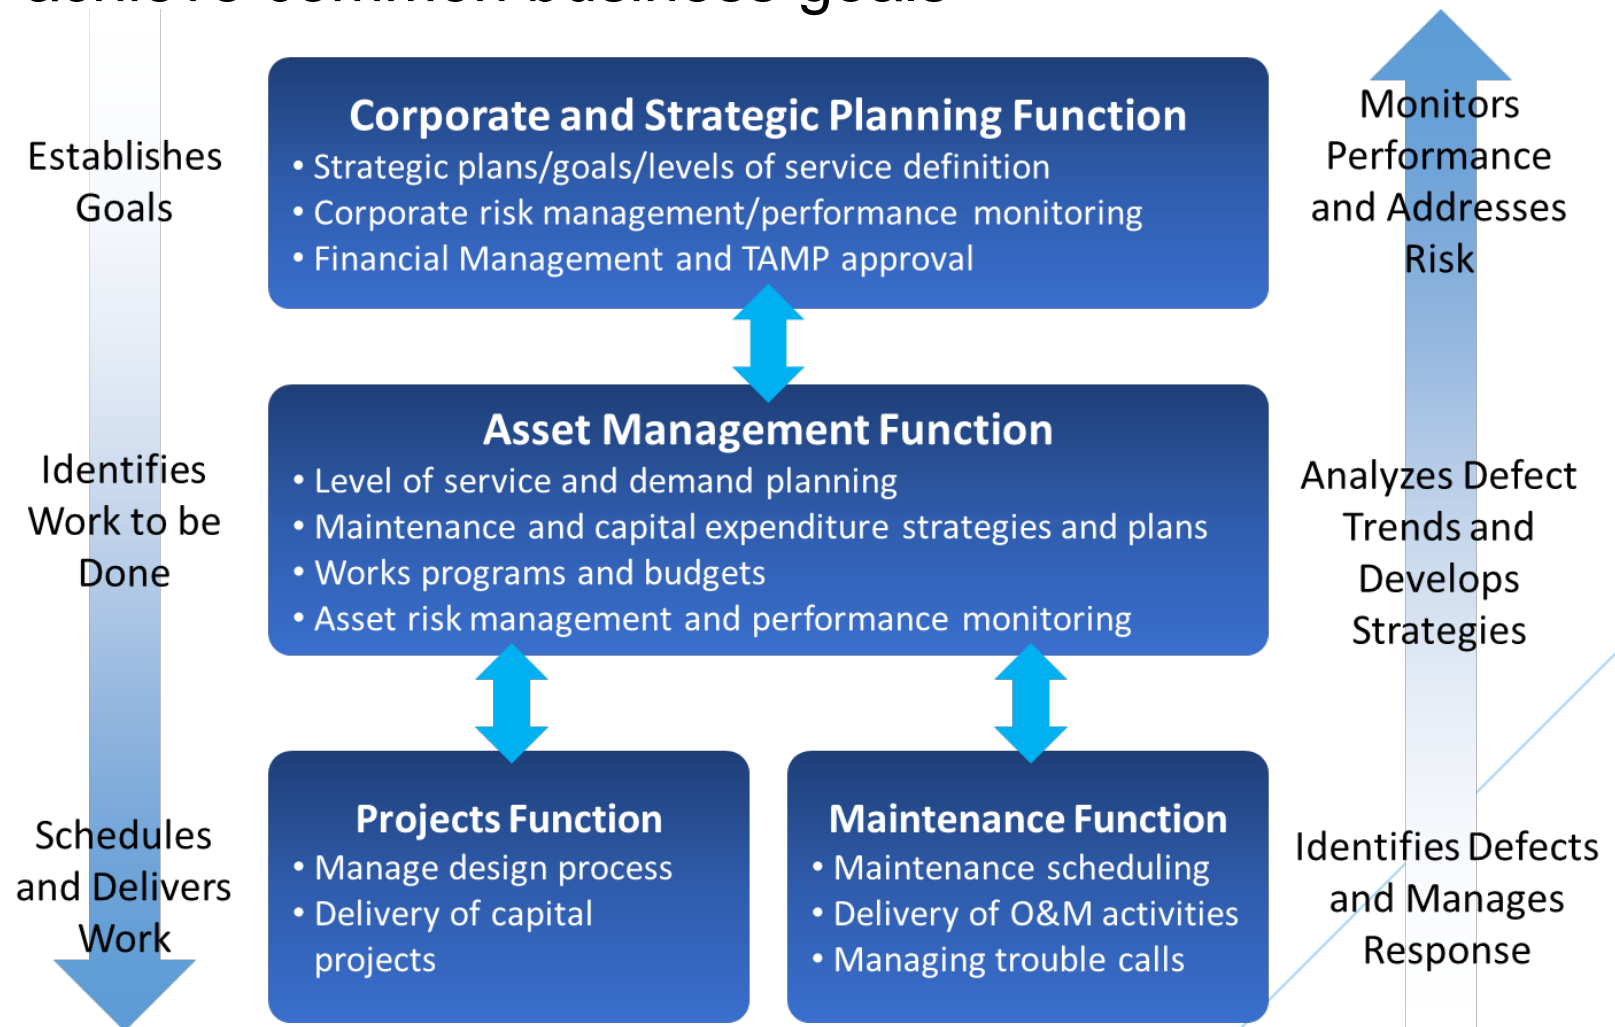 achieve common business goals
Establishes
Goals
Corporate and Strategic Planning Function
• Strategic plans/goals/levels of service definition
• Corporate risk management/performance monitoring
• Financial Management and TAMP approval
Monitors
Performance
and Addresses
Risk
Identifies
Work to be
Done
Asset Management Function
• Level of service and demand planning
• Maintenance and capital expenditure strategies and plans
• Works programs and budgets
• Asset risk management and performance monitoring
Analyzes Defect
Trends and
Develops
Strategies
Schedules
and Delivers
Work
Projects Function
• Manage design process
• Delivery of capital
projects
Maintenance Function
• Maintenance scheduling
• Delivery of O&M activities
• Managing trouble calls
Identifies Defects
and Manages
Response